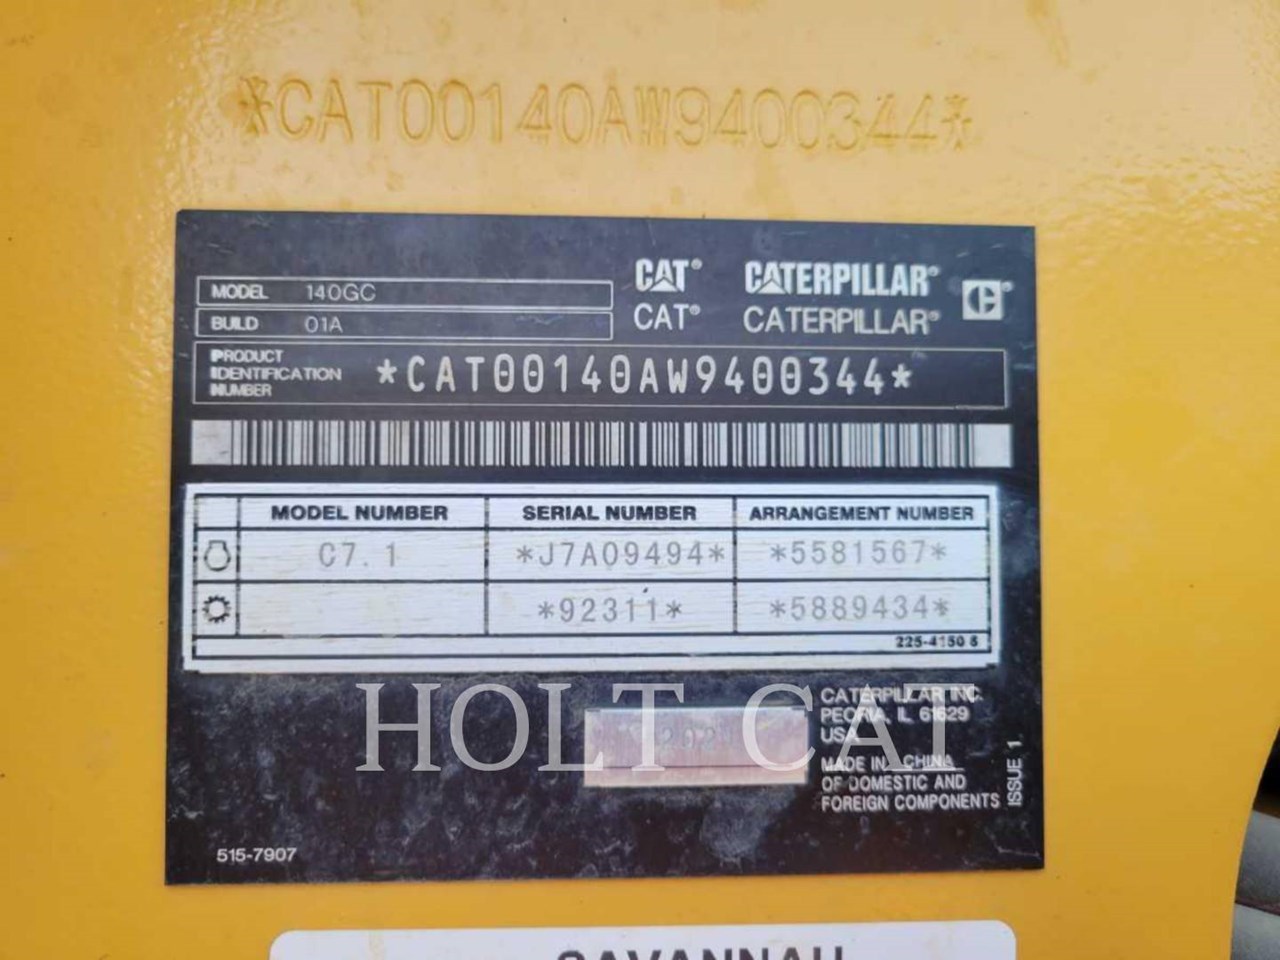 *CAT00140AW9400344*
CAT® CATERPILLAR®
MODEL 140GC
CAT® CATERPILLAR®
BUILD 01A
PRODUCT IDENTIFICATION NUMBER *CAT00140AW9400344*
MODEL NUMBER SERIAL NUMBER ARRANGEMENT NUMBER
C7.1 *J7A09494* *5581567*
*92311* *5889434*
225-4150 6
HOLT CAT
CATERPILLAR INC.
PEORIA, IL 61629
USA
MADE IN CHINA
OF DOMESTIC AND
FOREIGN COMPONENTS
ISSUE 1
515-7907
SAVANNAH